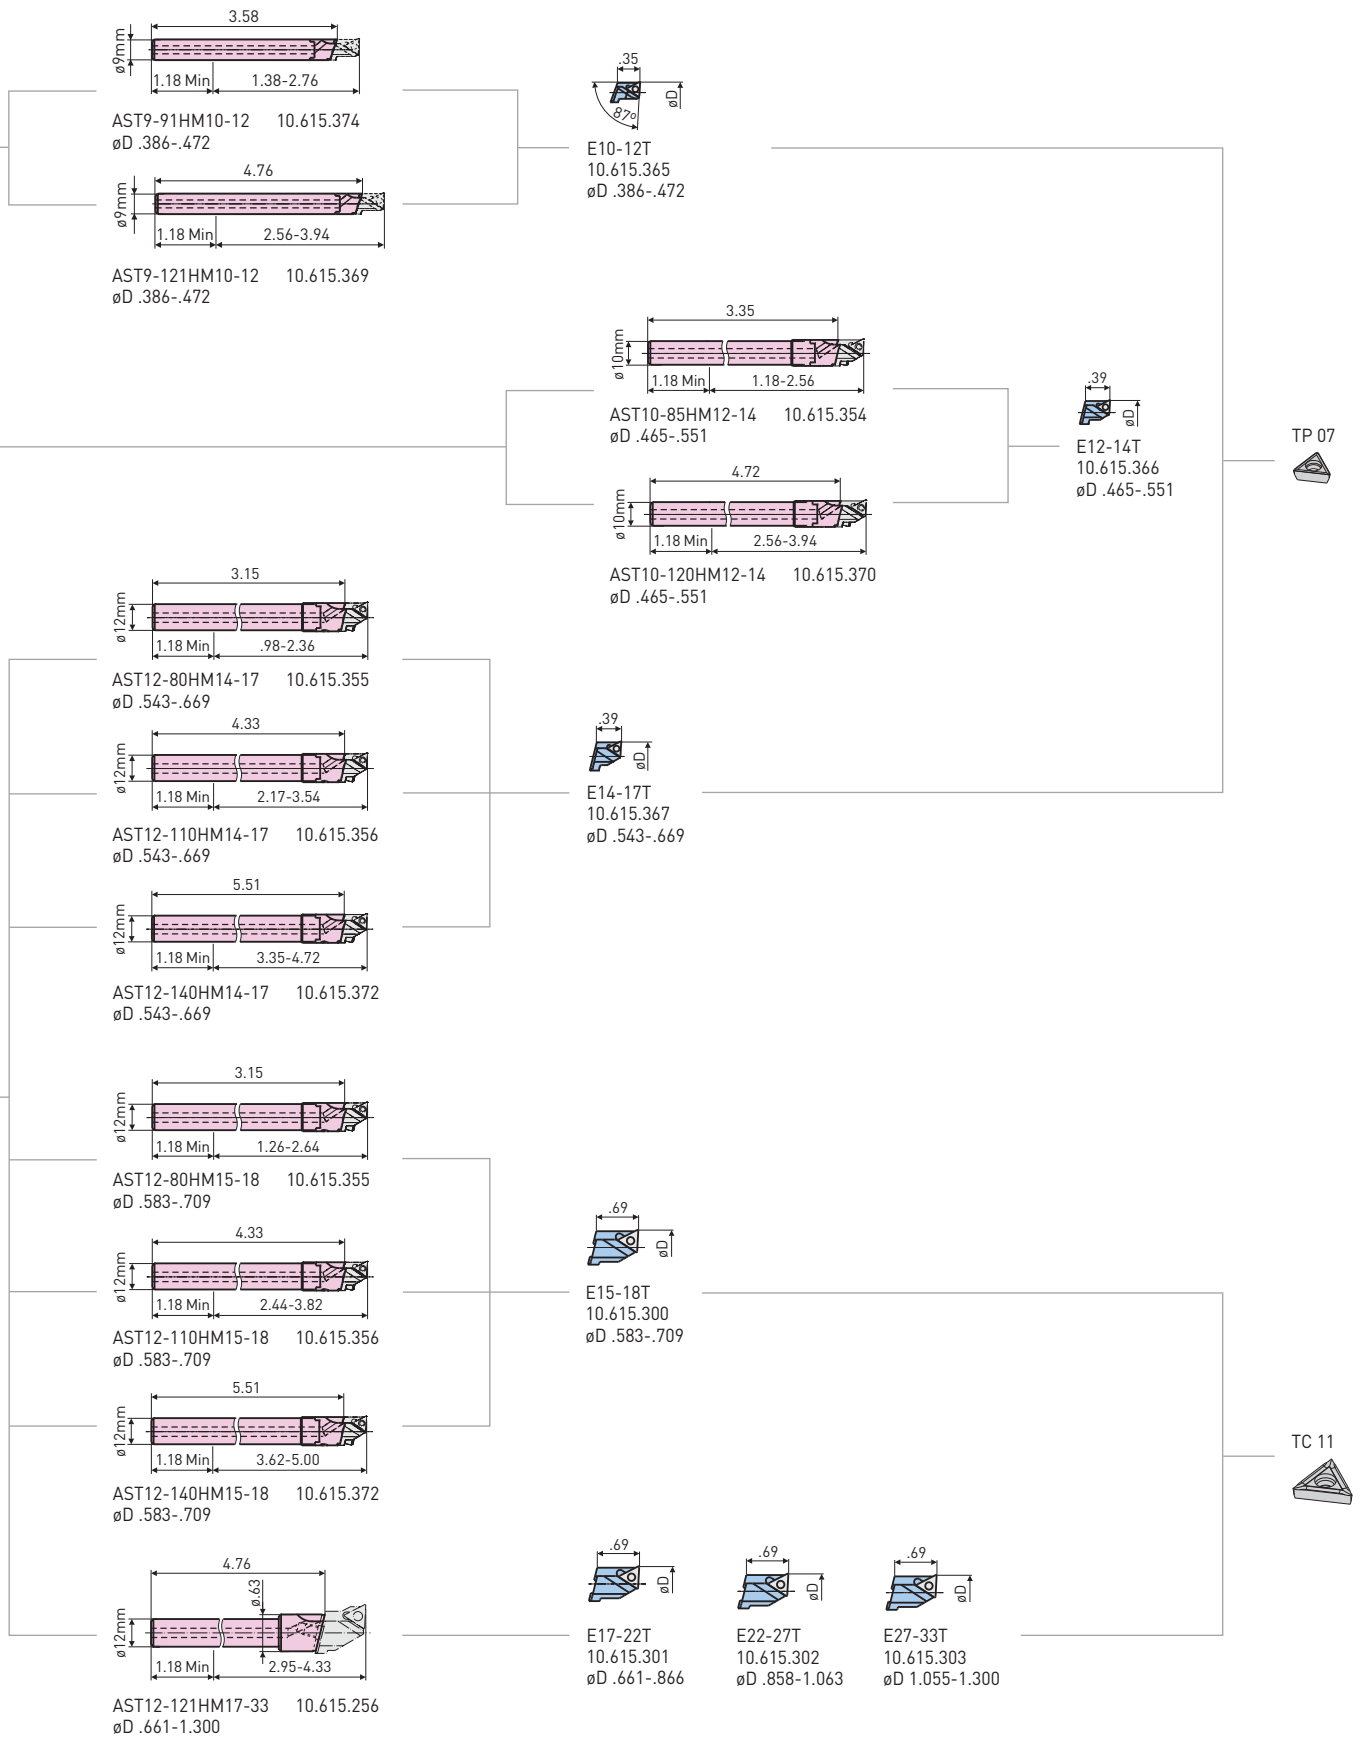 3.58
ø9mm
1.18 Min
1.38-2.76
AST9-91HM10-12 10.615.374
øD .386-.472
4.76
ø9mm
1.18 Min
2.56-3.94
AST9-121HM10-12 10.615.369
øD .386-.472
.35
øD
87º
E10-12T
10.615.365
øD .386-.472
3.35
ø10mm
1.18 Min
1.18-2.56
AST10-85HM12-14 10.615.354
øD .465-.551
4.72
ø10mm
1.18 Min
2.56-3.94
AST10-120HM12-14 10.615.370
øD .465-.551
.39
øD
E12-14T
10.615.366
øD .465-.551
TP 07
3.15
ø12mm
1.18 Min
.98-2.36
AST12-80HM14-17 10.615.355
øD .543-.669
4.33
ø12mm
1.18 Min
2.17-3.54
AST12-110HM14-17 10.615.356
øD .543-.669
5.51
ø12mm
1.18 Min
3.35-4.72
AST12-140HM14-17 10.615.372
øD .543-.669
.39
øD
E14-17T
10.615.367
øD .543-.669
3.15
ø12mm
1.18 Min
1.26-2.64
AST12-80HM15-18 10.615.355
øD .583-.709
4.33
ø12mm
1.18 Min
2.44-3.82
AST12-110HM15-18 10.615.356
øD .583-.709
5.51
ø12mm
1.18 Min
3.62-5.00
AST12-140HM15-18 10.615.372
øD .583-.709
.69
øD
E15-18T
10.615.300
øD .583-.709
TC 11
4.76
ø.63
ø12mm
1.18 Min
2.95-4.33
AST12-121HM17-33 10.615.256
øD .661-1.300
.69
øD
E17-22T
10.615.301
øD .661-.866
.69
øD
E22-27T
10.615.302
øD .858-1.063
.69
øD
E27-33T
10.615.303
øD 1.055-1.300